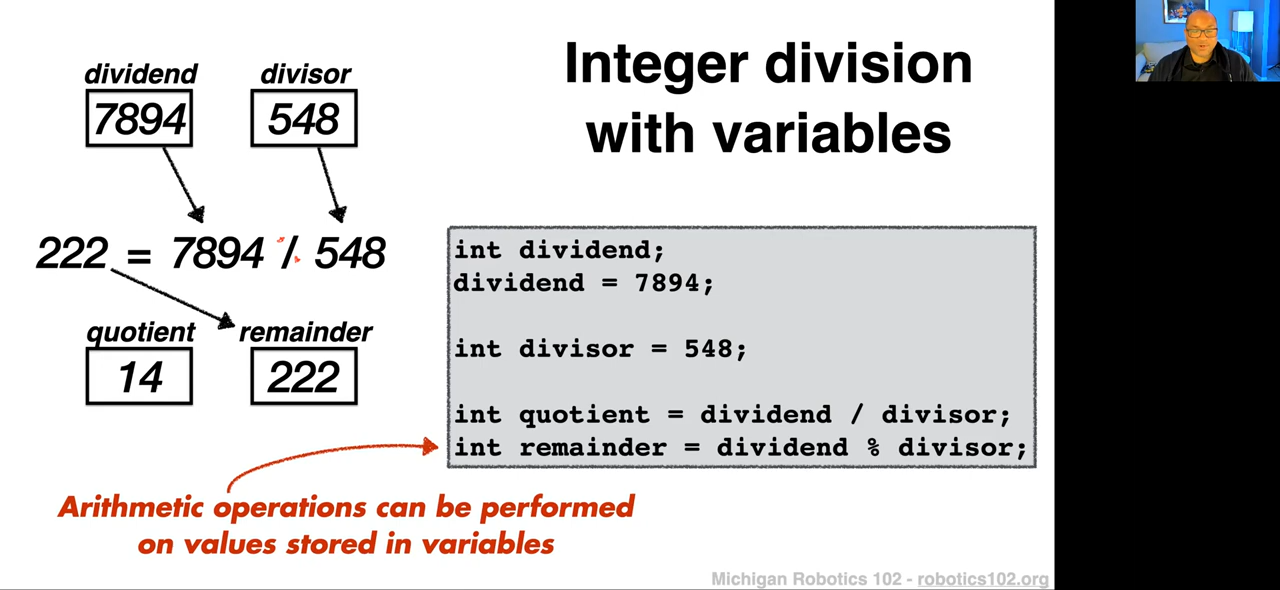 Integer division
with variables
dividend divisor
7894 548
222 = 7894 / 548
quotient remainder
14 222
int dividend;
dividend = 7894;
int divisor = 548;
int quotient = dividend / divisor;
int remainder = dividend % divisor;
Arithmetic operations can be performed
on values stored in variables
Michigan Robotics 102 - robotics102.org